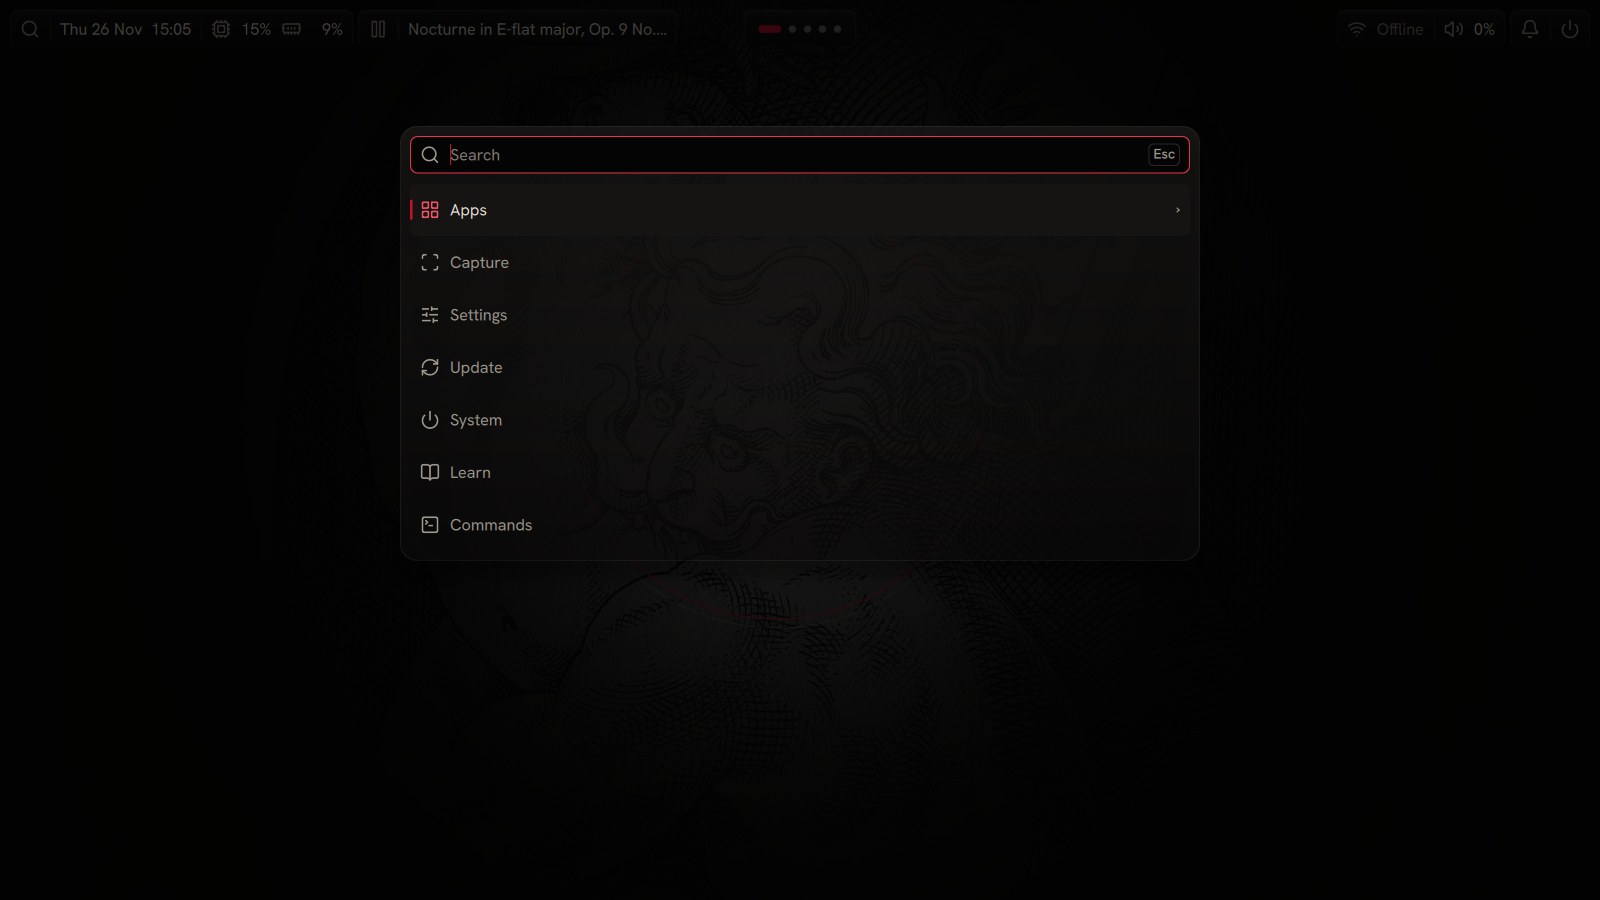 Thu 26 Nov 15:05 15% 9% Nocturne in E-flat major, Op. 9 No.... Offline 0%
Search Esc
Apps
Capture
Settings
Update
System
Learn
Commands